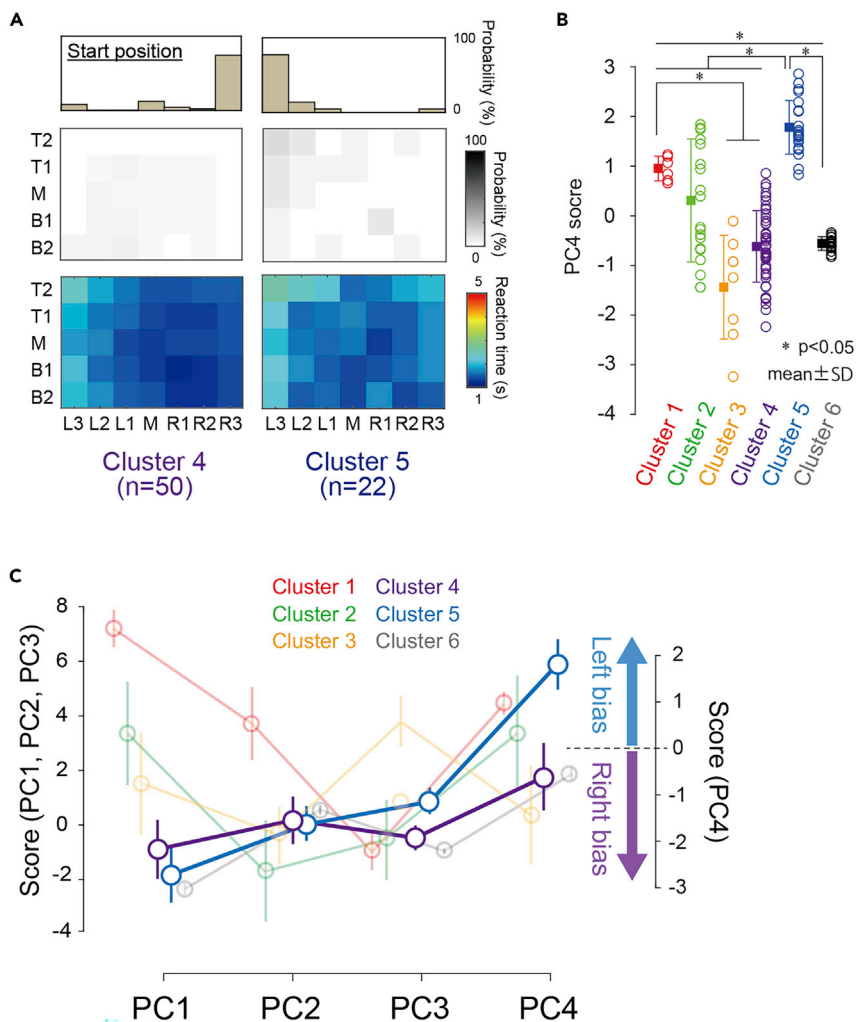 A
Start position
100
Probability (%)
0
T2
T1
M
B1
B2
100
Probability (%)
0
T2
T1
M
B1
B2
5
Reaction time (s)
1
L3 L2 L1 M R1 R2 R3
L3 L2 L1 M R1 R2 R3
Cluster 4
(n=50)
Cluster 5
(n=22)
B
* * *
*
3
2
1
0
-1
-2
-3
-4
PC4 socre
* p<0.05
mean±SD
Cluster 1
Cluster 2
Cluster 3
Cluster 4
Cluster 5
Cluster 6
C
Cluster 1 Cluster 4
Cluster 2 Cluster 5
Cluster 3 Cluster 6
8
6
4
2
0
-2
-4
Score (PC1, PC2, PC3)
Left bias
Right bias
2
1
0
-1
-2
-3
Score (PC4)
PC1 PC2 PC3 PC4